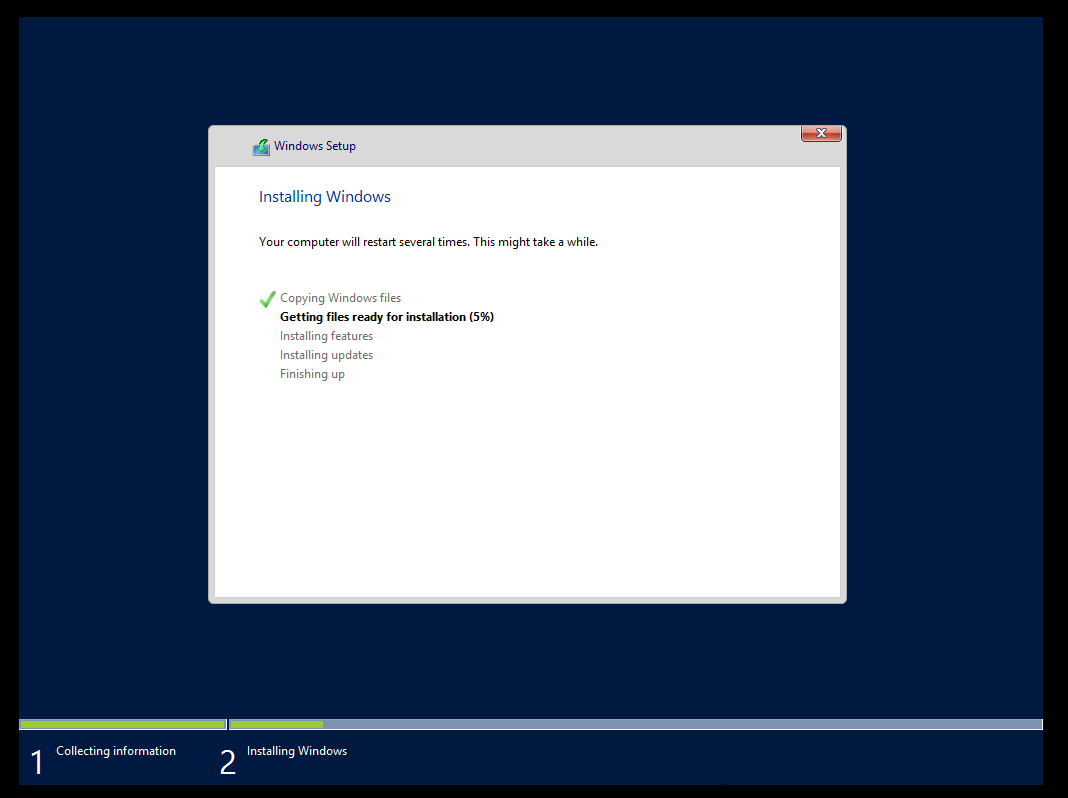 Windows Setup
Installing Windows
Your computer will restart several times. This might take a while.
Copying Windows files
Getting files ready for installation (5%)
Installing features
Installing updates
Finishing up
1 Collecting information
2 Installing Windows